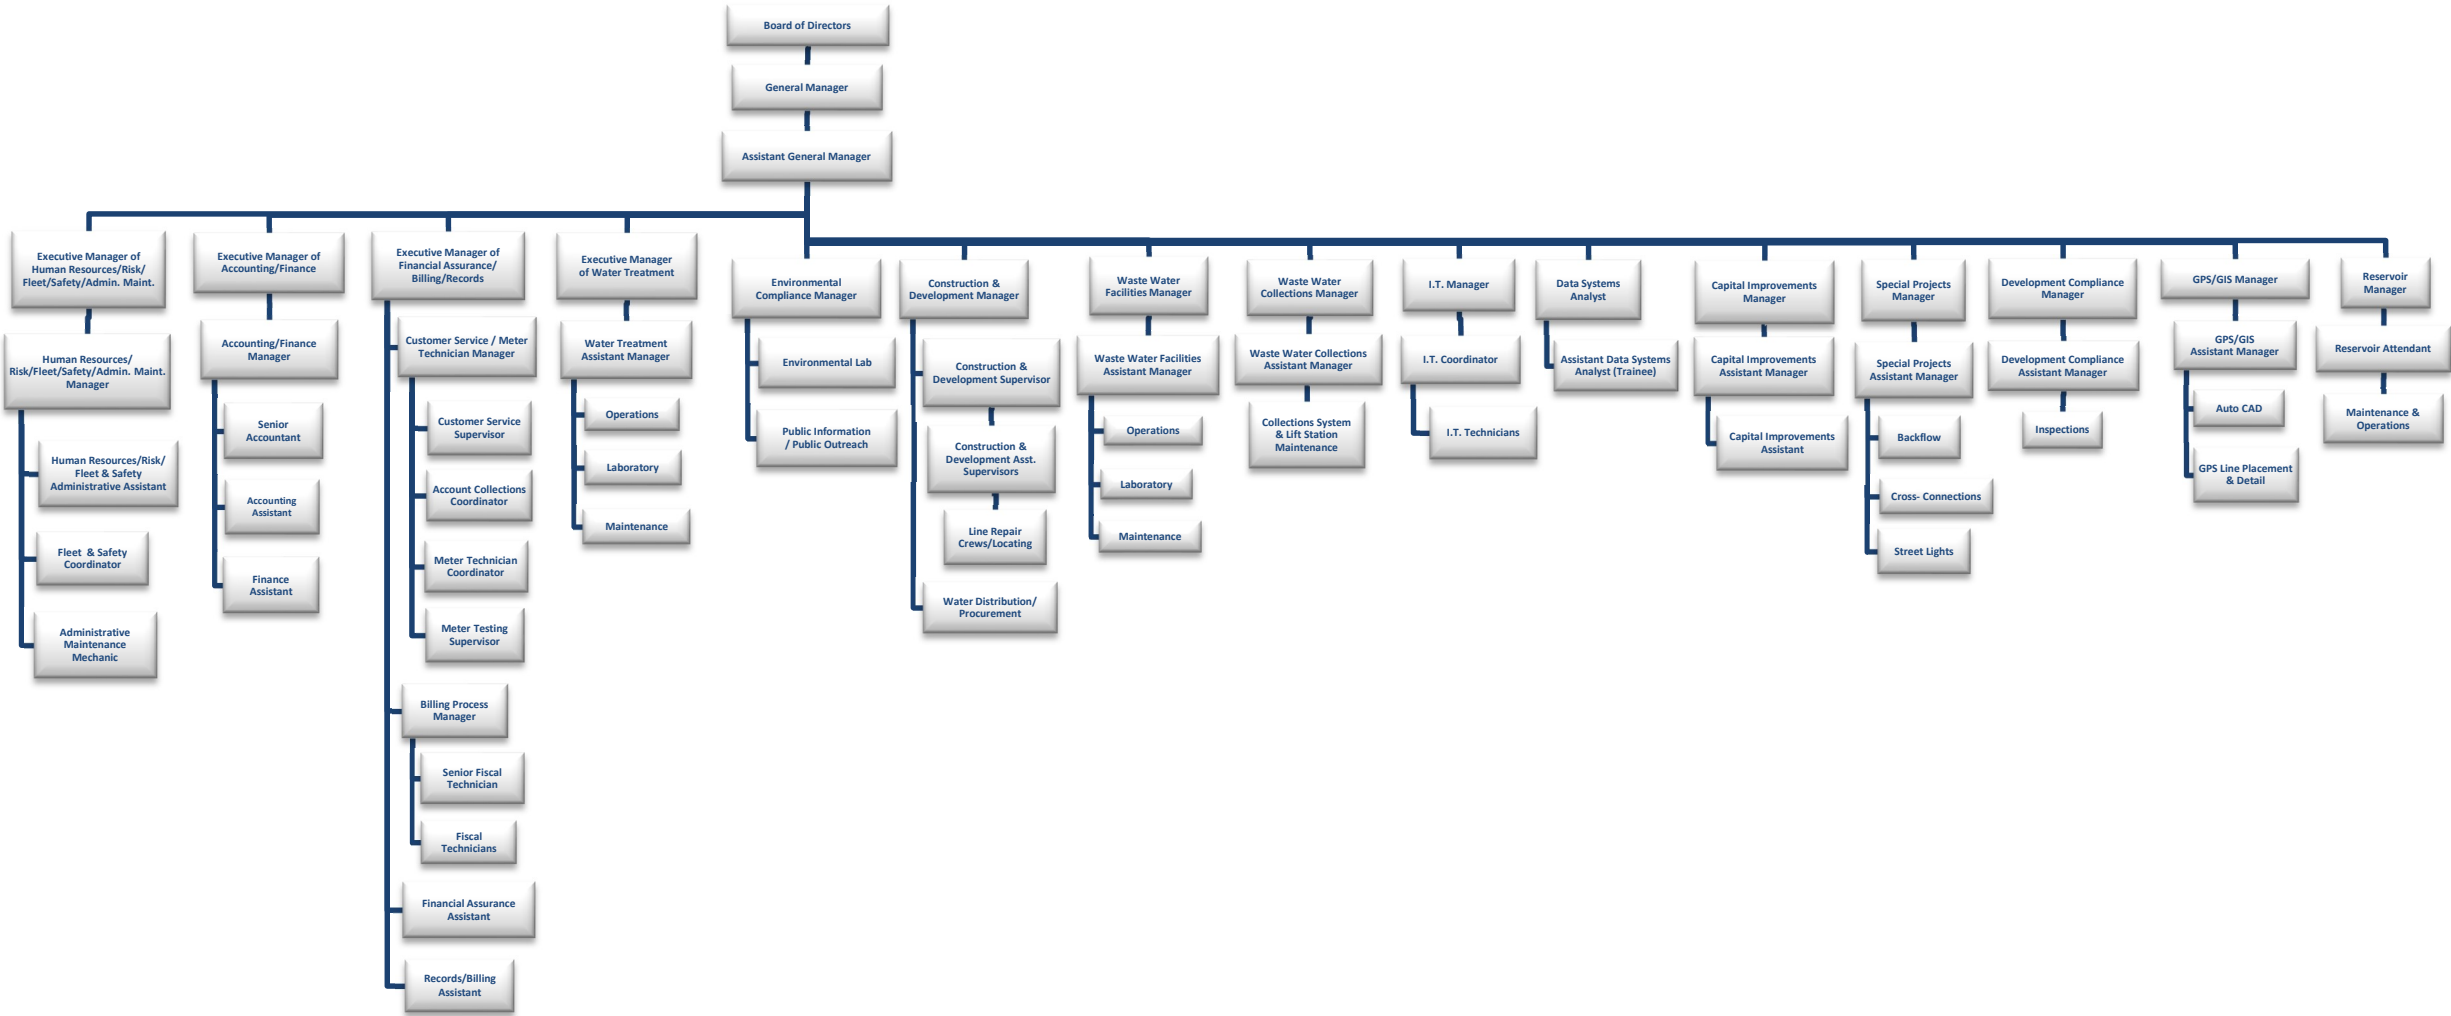 Board of Directors
General Manager
Assistant General Manager
Executive Manager of
Human Resources/Risk/
Fleet/Safety/Admin. Maint.
Human Resources/
Risk/Fleet/Safety/Admin. Maint.
Manager
Human Resources/Risk/
Fleet & Safety
Administrative Assistant
Fleet & Safety
Coordinator
Administrative
Maintenance
Mechanic
Executive Manager of
Accounting/Finance
Accounting/Finance
Manager
Senior
Accountant
Accounting
Assistant
Finance
Assistant
Executive Manager of
Financial Assurance/
Billing/Records
Customer Service / Meter
Technician Manager
Customer Service
Supervisor
Account Collections
Coordinator
Meter Technician
Coordinator
Meter Testing
Supervisor
Billing Process
Manager
Senior Fiscal
Technician
Fiscal
Technicians
Financial Assurance
Assistant
Records/Billing
Assistant
Executive Manager
of Water Treatment
Water Treatment
Assistant Manager
Operations
Laboratory
Maintenance
Environmental
Compliance Manager
Environmental Lab
Public Information
/ Public Outreach
Construction &
Development Manager
Construction &
Development Supervisor
Construction &
Development Asst.
Supervisors
Line Repair
Crews/Locating
Water Distribution/
Procurement
Waste Water
Facilities Manager
Waste Water Facilities
Assistant Manager
Operations
Laboratory
Maintenance
Waste Water
Collections Manager
Waste Water Collections
Assistant Manager
Collections System
& Lift Station
Maintenance
I.T. Manager
I.T. Coordinator
I.T. Technicians
Data Systems
Analyst
Assistant Data Systems
Analyst (Trainee)
Capital Improvements
Manager
Capital Improvements
Assistant Manager
Capital Improvements
Assistant
Special Projects
Manager
Special Projects
Assistant Manager
Backflow
Cross- Connections
Street Lights
Development Compliance
Manager
Development Compliance
Assistant Manager
Inspections
GPS/GIS Manager
GPS/GIS
Assistant Manager
Auto CAD
GPS Line Placement
& Detail
Reservoir
Manager
Reservoir Attendant
Maintenance &
Operations